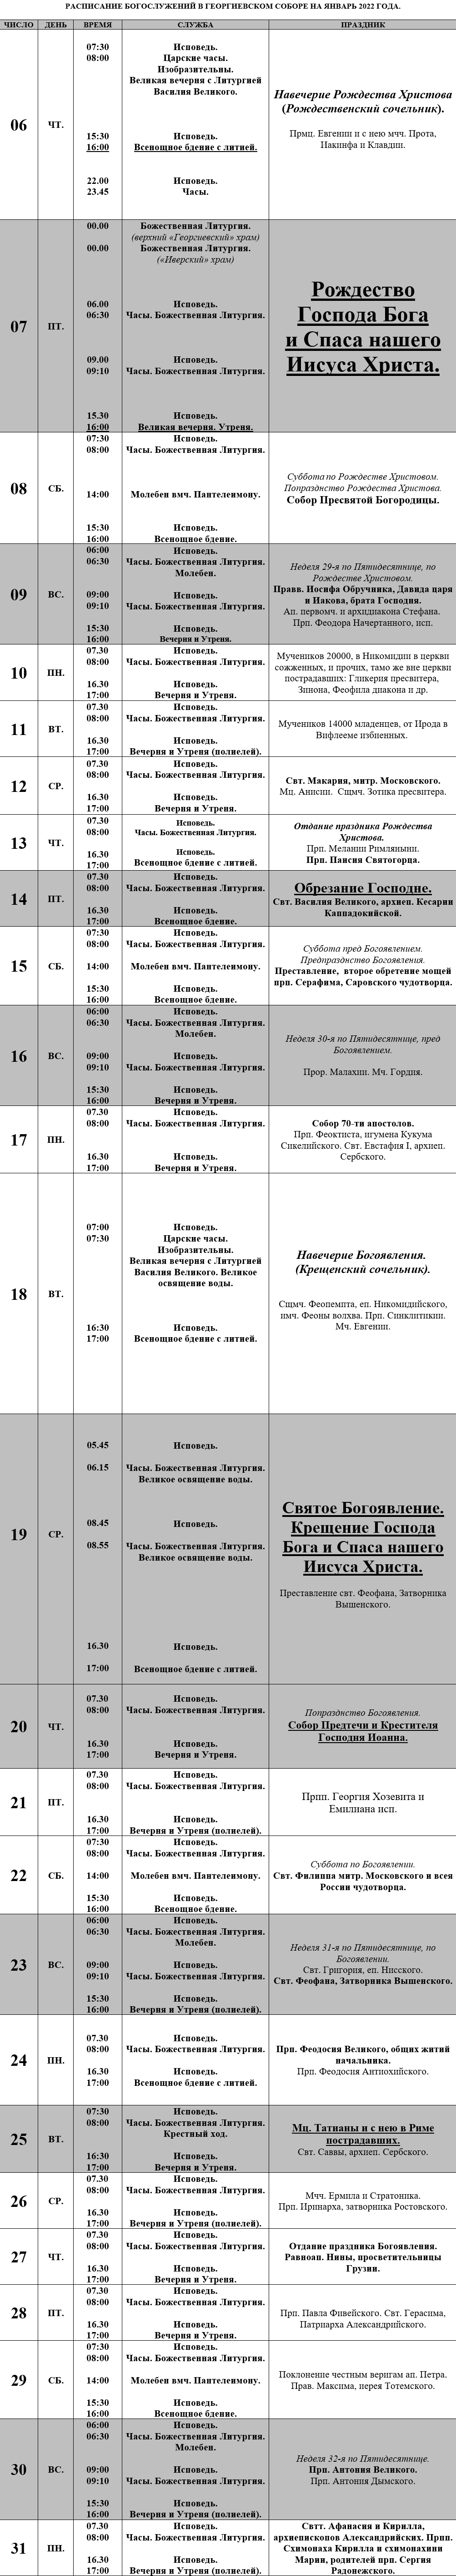 РАСПИСАНИЕ БОГОСЛУЖЕНИЙ В ГЕОРГИЕВСКОМ СОБОРЕ НА ЯНВАРЬ 2022 ГОДА.
ЧИСЛО ДЕНЬ ВРЕМЯ СЛУЖБА ПРАЗДНИК
06 ЧТ.
07:30 Исповедь.
08:00 Царские часы.
Изобразительны.
Великая вечерня с Литургией
Василия Великого.
15:30 Исповедь.
16:00 Всенощное бдение с литией.
22.00 Исповедь.
23.45 Часы.
Навечерие Рождества Христова
(Рождественский сочельник).
Прмц. Евгении и с нею мчч. Прота,
Иакинфа и Клавдии.
07 ПТ.
00.00 Божественная Литургия.
(верхний «Георгиевский» храм)
00.00 Божественная Литургия.
(«Иверский» храм)
06.00 Исповедь.
06:30 Часы. Божественная Литургия.
09.00 Исповедь.
09:10 Часы. Божественная Литургия.
15.30 Исповедь.
16:00 Великая вечерня. Утреня.
Рождество
Господа Бога
и Спаса нашего
Иисуса Христа.
08 СБ.
07:30 Исповедь.
08:00 Часы. Божественная Литургия.
14:00 Молебен вмч. Пантелеимону.
15:30 Исповедь.
16:00 Всенощное бдение.
Суббота по Рождестве Христовом.
Попразднство Рождества Христова.
Собор Пресвятой Богородицы.
09 ВС.
06:00 Исповедь.
06:30 Часы. Божественная Литургия.
Молебен.
09:00 Исповедь.
09:10 Часы. Божественная Литургия.
15:30 Исповедь.
16:00 Вечерня и Утреня.
Неделя 29-я по Пятидесятнице, по
Рождестве Христовом.
Правв. Иосифа Обручника, Давида царя
и Иакова, брата Господня.
Ап. первомч. и архидиакона Стефана.
Прп. Феодора Начертанного, исп.
10 ПН.
07.30 Исповедь.
08:00 Часы. Божественная Литургия.
16.30 Исповедь.
17:00 Вечерня и Утреня.
Мучеников 20000, в Никомидии в церкви
сожженных, и прочих, тамо же вне церкви
пострадавших: Гликерия пресвитера,
Зинона, Феофила диакона и др.
11 ВТ.
07.30 Исповедь.
08:00 Часы. Божественная Литургия.
16.30 Исповедь.
17:00 Вечерня и Утреня (полиелей).
Мучеников 14000 младенцев, от Ирода в
Вифлееме избиенных.
12 СР.
07.30 Исповедь.
08:00 Часы. Божественная Литургия.
16.30 Исповедь.
17:00 Вечерня и Утреня.
Свт. Макария, митр. Московского.
Мц. Анисии. Сщмч. Зотика пресвитера.
13 ЧТ.
07.30 Исповедь.
08:00 Часы. Божественная Литургия.
16.30 Исповедь.
17:00 Всенощное бдение с литией.
Отдание праздника Рождества
Христова.
Прп. Мелании Римляныни.
Прп. Паисия Святогорца.
14 ПТ.
07.30 Исповедь.
08:00 Часы. Божественная Литургия.
16.30 Исповедь.
17:00 Всенощное бдение.
Обрезание Господне.
Свт. Василия Великого, архиеп. Кесарии
Каппадокийской.
15 СБ.
07:30 Исповедь.
08:00 Часы. Божественная Литургия.
14:00 Молебен вмч. Пантелеимону.
15:30 Исповедь.
16:00 Всенощное бдение.
Суббота пред Богоявлением.
Предпразднство Богоявления.
Преставление, второе обретение мощей
прп. Серафима, Саровского чудотворца.
16 ВС.
06:00 Исповедь.
06:30 Часы. Божественная Литургия.
Молебен.
09:00 Исповедь.
09:10 Часы. Божественная Литургия.
15:30 Исповедь.
16:00 Вечерня и Утреня.
Неделя 30-я по Пятидесятнице, пред
Богоявлением.
Прор. Малахии. Мч. Гордия.
17 ПН.
07.30 Исповедь.
08:00 Часы. Божественная Литургия.
16.30 Исповедь.
17:00 Вечерня и Утреня.
Собор 70-ти апостолов.
Прп. Феоктиста, игумена Кукума
Сикелийского. Свт. Евстафия I, архиеп.
Сербского.
18 ВТ.
07:00 Исповедь.
07:30 Царские часы.
Изобразительны.
Великая вечерня с Литургией
Василия Великого. Великое
освящение воды.
16:30 Исповедь.
17:00 Всенощное бдение с литией.
Навечерие Богоявления.
(Крещенский сочельник).
Сщмч. Феопемпта, еп. Никомидийского,
имч. Феоны волхва. Прп. Синклитикии.
Мч. Евгении.
19 СР.
05.45 Исповедь.
06.15 Часы. Божественная Литургия.
Великое освящение воды.
08.45 Исповедь.
08.55 Часы. Божественная Литургия.
Великое освящение воды.
16.30 Исповедь.
17:00 Всенощное бдение с литией.
Святое Богоявление.
Крещение Господа
Бога и Спаса нашего
Иисуса Христа.
Преставление свт. Феофана, Затворника
Вышенского.
20 ЧТ.
07.30 Исповедь.
08:00 Часы. Божественная Литургия.
16.30 Исповедь.
17:00 Вечерня и Утреня.
Попразднство Богоявления.
Собор Предтечи и Крестителя
Господня Иоанна.
21 ПТ.
07.30 Исповедь.
08:00 Часы. Божественная Литургия.
16.30 Исповедь.
17:00 Вечерня и Утреня (полиелей).
Прпп. Георгия Хозевита и
Емилиана исп.
22 СБ.
07:30 Исповедь.
08:00 Часы. Божественная Литургия.
14:00 Молебен вмч. Пантелеимону.
15:30 Исповедь.
16:00 Всенощное бдение.
Суббота по Богоявлении.
Свт. Филиппа митр. Московского и всея
России чудотворца.
23 ВС.
06:00 Исповедь.
06:30 Часы. Божественная Литургия.
Молебен.
09:00 Исповедь.
09:10 Часы. Божественная Литургия.
15:30 Исповедь.
16:00 Вечерня и Утреня (полиелей).
Неделя 31-я по Пятидесятнице, по
Богоявлении.
Свт. Григория, еп. Нисского.
Свт. Феофана, Затворника Вышенского.
24 ПН.
07.30 Исповедь.
08:00 Часы. Божественная Литургия.
16.30 Исповедь.
17:00 Всенощное бдение с литией.
Прп. Феодосия Великого, общих житий
начальника.
Прп. Феодосия Антиохийского.
25 ВТ.
07:30 Исповедь.
08:00 Часы. Божественная Литургия.
Крестный ход.
16:30 Исповедь.
17:00 Вечерня и Утреня.
Мц. Татианы и с нею в Риме
пострадавших.
Свт. Саввы, архиеп. Сербского.
26 СР.
07.30 Исповедь.
08:00 Часы. Божественная Литургия.
16.30 Исповедь.
17:00 Вечерня и Утреня (полиелей).
Мчч. Ермила и Стратоника.
Прп. Иринарха, затворника Ростовского.
27 ЧТ.
07.30 Исповедь.
08:00 Часы. Божественная Литургия.
16.30 Исповедь.
17:00 Вечерня и Утреня.
Отдание праздника Богоявления.
Равноап. Нины, просветительницы
Грузии.
28 ПТ.
07.30 Исповедь.
08:00 Часы. Божественная Литургия.
16.30 Исповедь.
17:00 Вечерня и Утреня.
Прп. Павла Фивейского. Свт. Герасима,
Патриарха Александрийского.
29 СБ.
07:30 Исповедь.
08:00 Часы. Божественная Литургия.
14:00 Молебен вмч. Пантелеимону.
15:30 Исповедь.
16:00 Всенощное бдение.
Поклонение честным веригам ап. Петра.
Прав. Максима, иерея Тотемского.
30 ВС.
06:00 Исповедь.
06:30 Часы. Божественная Литургия.
Молебен.
09:00 Исповедь.
09:10 Часы. Божественная Литургия.
15:30 Исповедь.
16:00 Вечерня и Утреня (полиелей).
Неделя 32-я по Пятидесятнице.
Прп. Антония Великого.
Прп. Антония Дымского.
31 ПН.
07.30 Исповедь.
08:00 Часы. Божественная Литургия.
16.30 Исповедь.
17:00 Вечерня и Утреня (полиелей).
Свтт. Афанасия и Кирилла,
архиепископов Александрийских. Прпп.
Схимонаха Кирилла и схимонахини
Марии, родителей прп. Сергия
Радонежского.